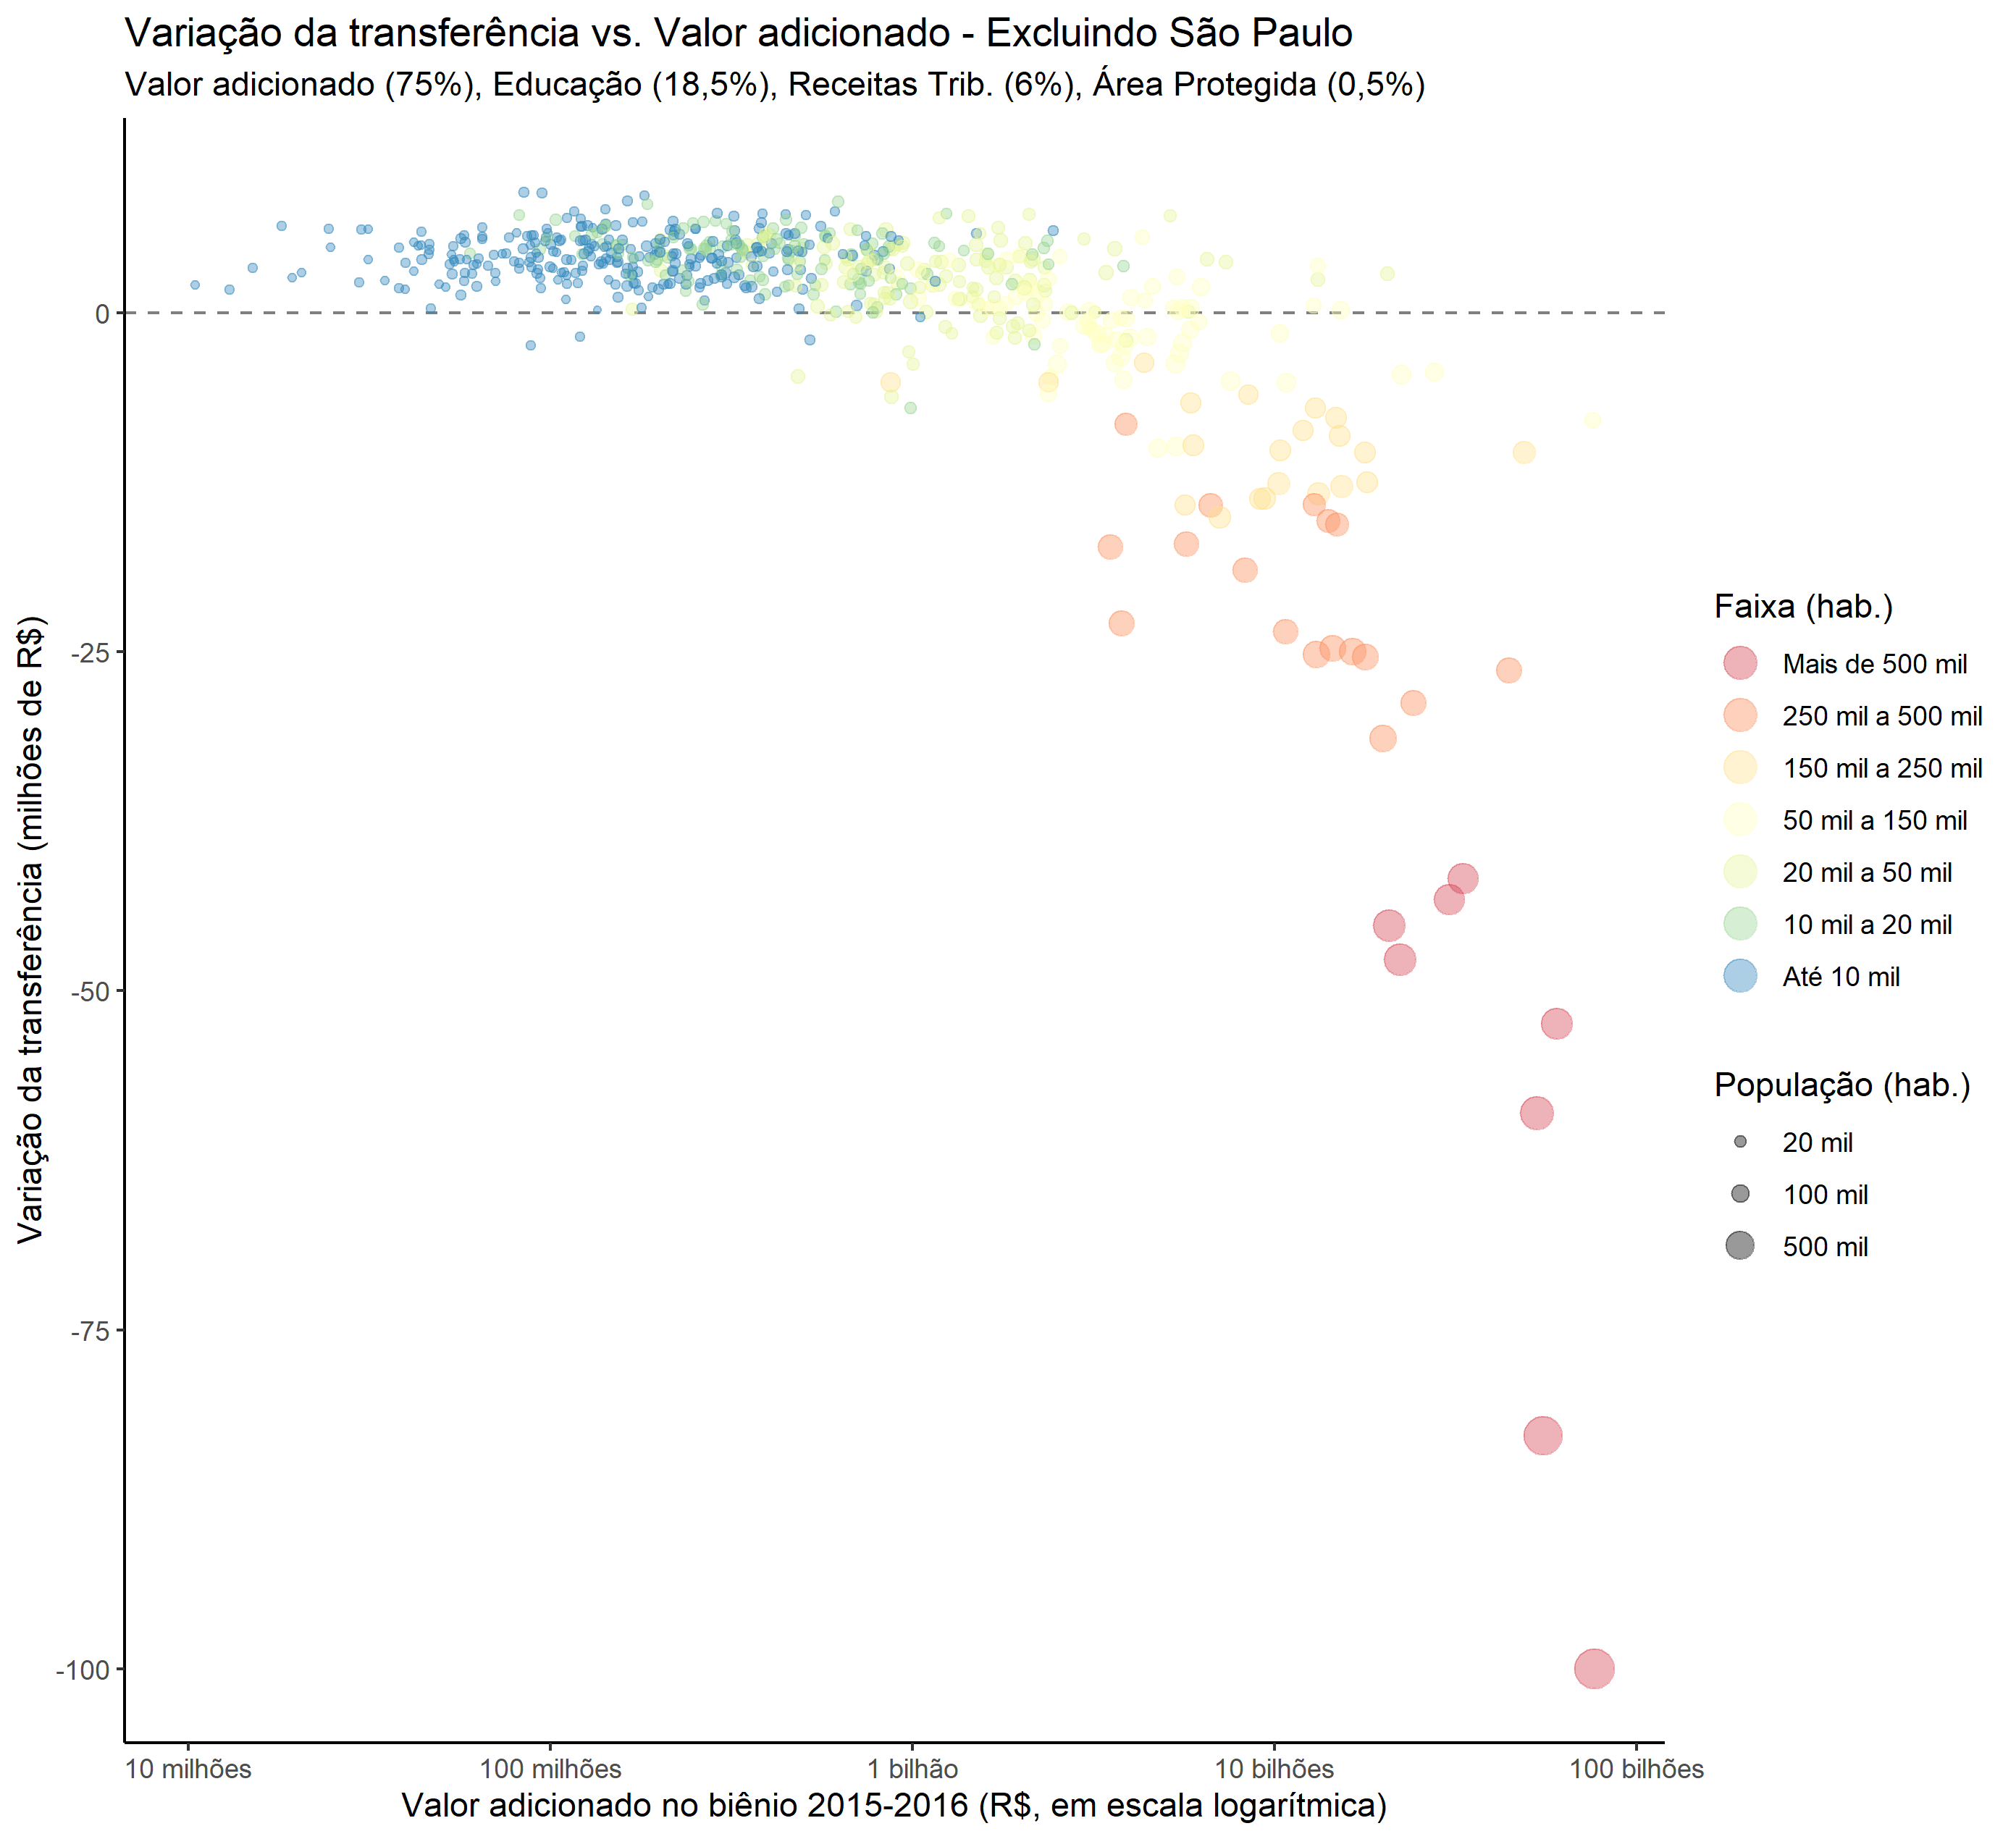 Variação da transferência vs. Valor adicionado - Excluindo São Paulo
Valor adicionado (75%), Educação (18,5%), Receitas Trib. (6%), Área Protegida (0,5%)
Variação da transferência (milhões de R$)
0
-25
-50
-75
-100
10 milhões
100 milhões
1 bilhão
10 bilhões
100 bilhões
Valor adicionado no biênio 2015-2016 (R$, em escala logarítmica)
Faixa (hab.)
Mais de 500 mil
250 mil a 500 mil
150 mil a 250 mil
50 mil a 150 mil
20 mil a 50 mil
10 mil a 20 mil
Até 10 mil
População (hab.)
20 mil
100 mil
500 mil